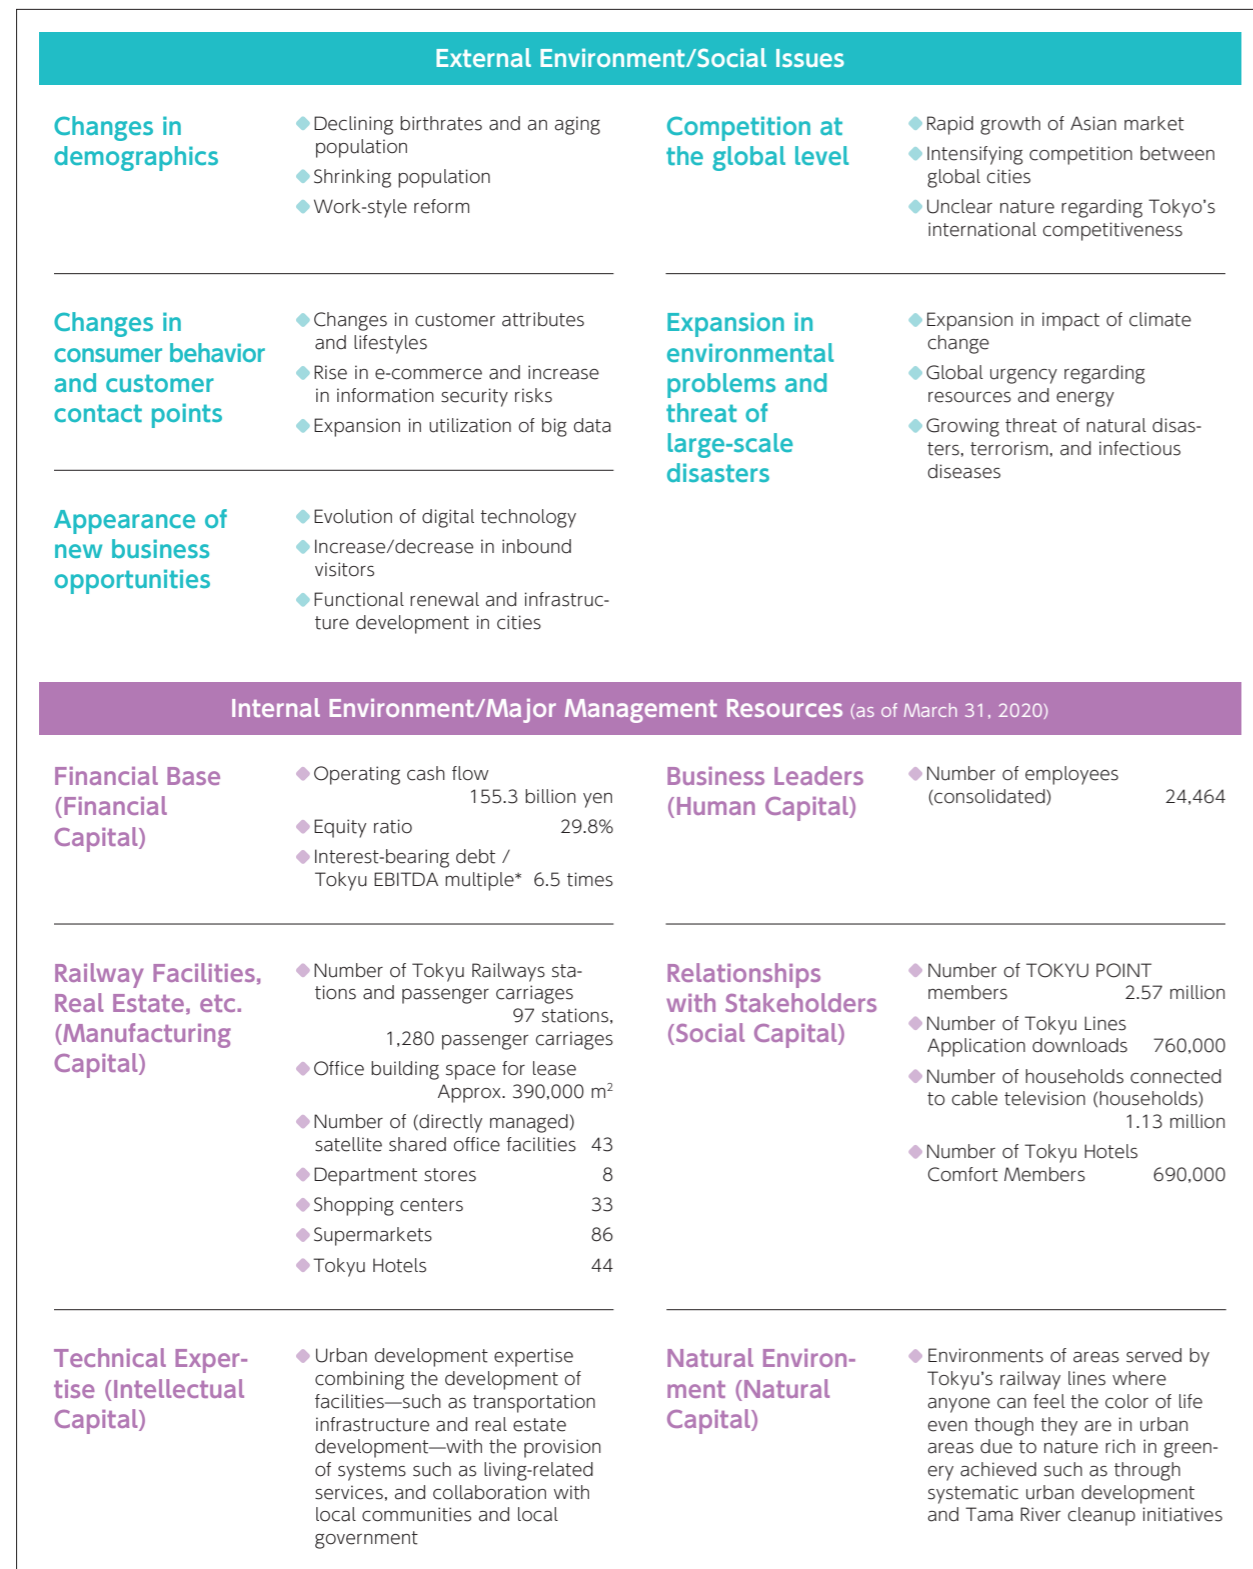 External Environment/Social Issues
Changes in
demographics
◆Declining birthrates and an aging
population
◆Shrinking population
◆Work-style reform
Competition at
the global level
◆Rapid growth of Asian market
◆Intensifying competition between
global cities
◆Unclear nature regarding Tokyo's
international competitiveness
Changes in
consumer behavior
and customer
contact points
◆Changes in customer attributes
and lifestyles
◆Rise in e-commerce and increase
in information security risks
◆Expansion in utilization of big data
Expansion in
environmental
problems and
threat of
large-scale
disasters
◆Expansion in impact of climate
change
◆Global urgency regarding
resources and energy
◆Growing threat of natural disas-
ters, terrorism, and infectious
diseases
Appearance of
new business
opportunities
◆Evolution of digital technology
◆Increase/decrease in inbound
visitors
◆Functional renewal and infrastruc-
ture development in cities
Internal Environment/Major Management Resources (as of March 31, 2020)
Financial Base
(Financial
Capital)
◆Operating cash flow
155.3 billion yen
◆Equity ratio 29.8%
◆Interest-bearing debt /
Tokyu EBITDA multiple* 6.5 times
Business Leaders
(Human Capital)
◆Number of employees
(consolidated) 24,464
Railway Facilities,
Real Estate, etc.
(Manufacturing
Capital)
◆Number of Tokyu Railways sta-
tions and passenger carriages
97 stations,
1,280 passenger carriages
◆Office building space for lease
Approx. 390,000 m²
◆Number of (directly managed)
satellite shared office facilities 43
◆Department stores 8
◆Shopping centers 33
◆Supermarkets 86
◆Tokyu Hotels 44
Relationships
with Stakeholders
(Social Capital)
◆Number of TOKYU POINT
members 2.57 million
◆Number of Tokyu Lines
Application downloads 760,000
◆Number of households connected
to cable television (households)
1.13 million
◆Number of Tokyu Hotels
Comfort Members 690,000
Technical Exper-
tise (Intellectual
Capital)
◆Urban development expertise
combining the development of
facilities—such as transportation
infrastructure and real estate
development—with the provision
of systems such as living-related
services, and collaboration with
local communities and local
government
Natural Environ-
ment (Natural
Capital)
◆Environments of areas served by
Tokyu's railway lines where
anyone can feel the color of life
even though they are in urban
areas due to nature rich in green-
ery achieved such as through
systematic urban development
and Tama River cleanup initiatives